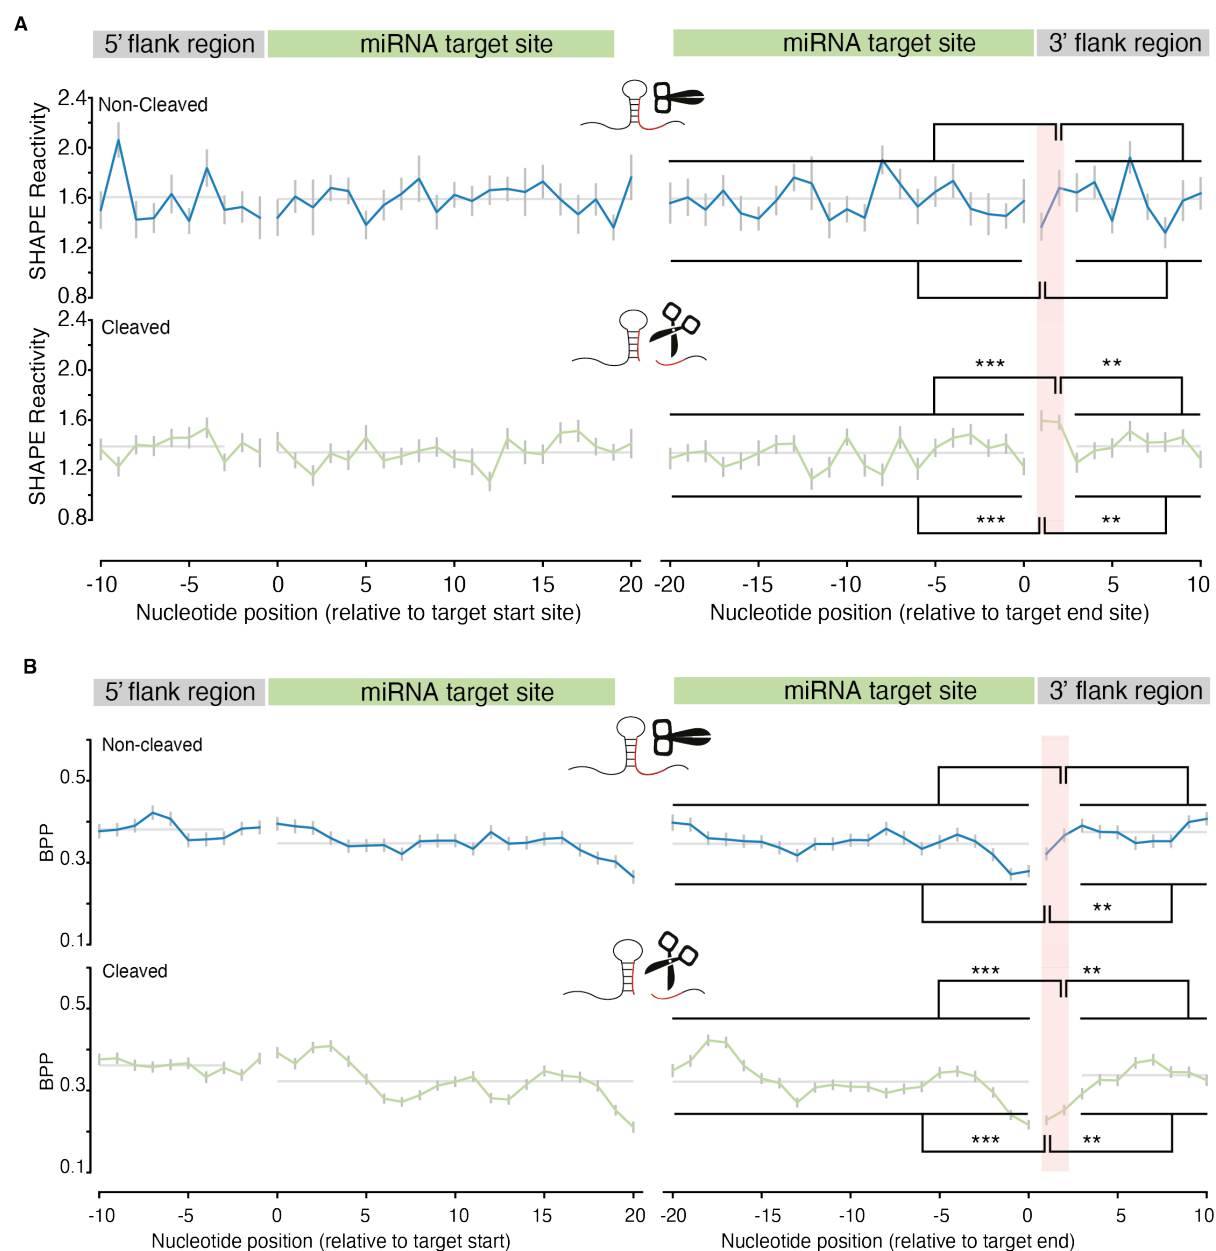 A
5’ flank region miRNA target site miRNA target site 3’ flank region
2.4 Non-Cleaved
2.0
1.6
1.2
0.8
SHAPE Reactivity
2.4
Cleaved
2.0
*** **
1.6
1.2
0.8
*** **
SHAPE Reactivity
-10 -5 0 5 10 15 20 -20 -15 -10 -5 0 5 10
Nucleotide position (relative to target start site) Nucleotide position (relative to target end site)
B
5’ flank region miRNA target site miRNA target site 3’ flank region
Non-cleaved
0.5
0.3
**
0.1
BPP
Cleaved
*** **
0.5
0.3
*** **
0.1
BPP
-10 -5 0 5 10 15 20 -20 -15 -10 -5 0 5 10
Nucleotide position (relative to target start) Nucleotide position (relative to target end)